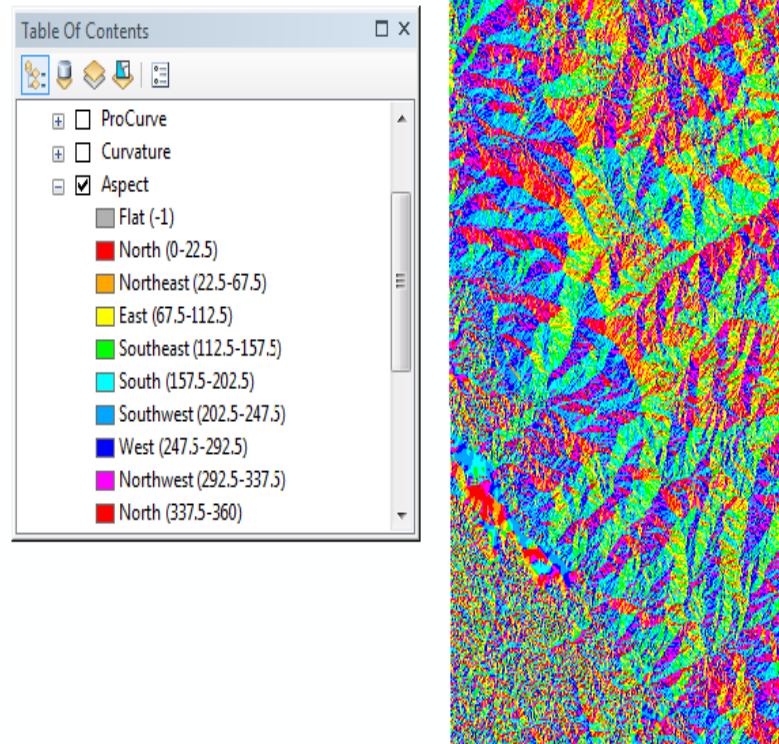 Table Of Contents
ProCurve
Curvature
Aspect
Flat (-1)
North (0-22.5)
Northeast (22.5-67.5)
East (67.5-112.5)
Southeast (112.5-157.5)
South (157.5-202.5)
Southwest (202.5-247.5)
West (247.5-292.5)
Northwest (292.5-337.5)
North (337.5-360)